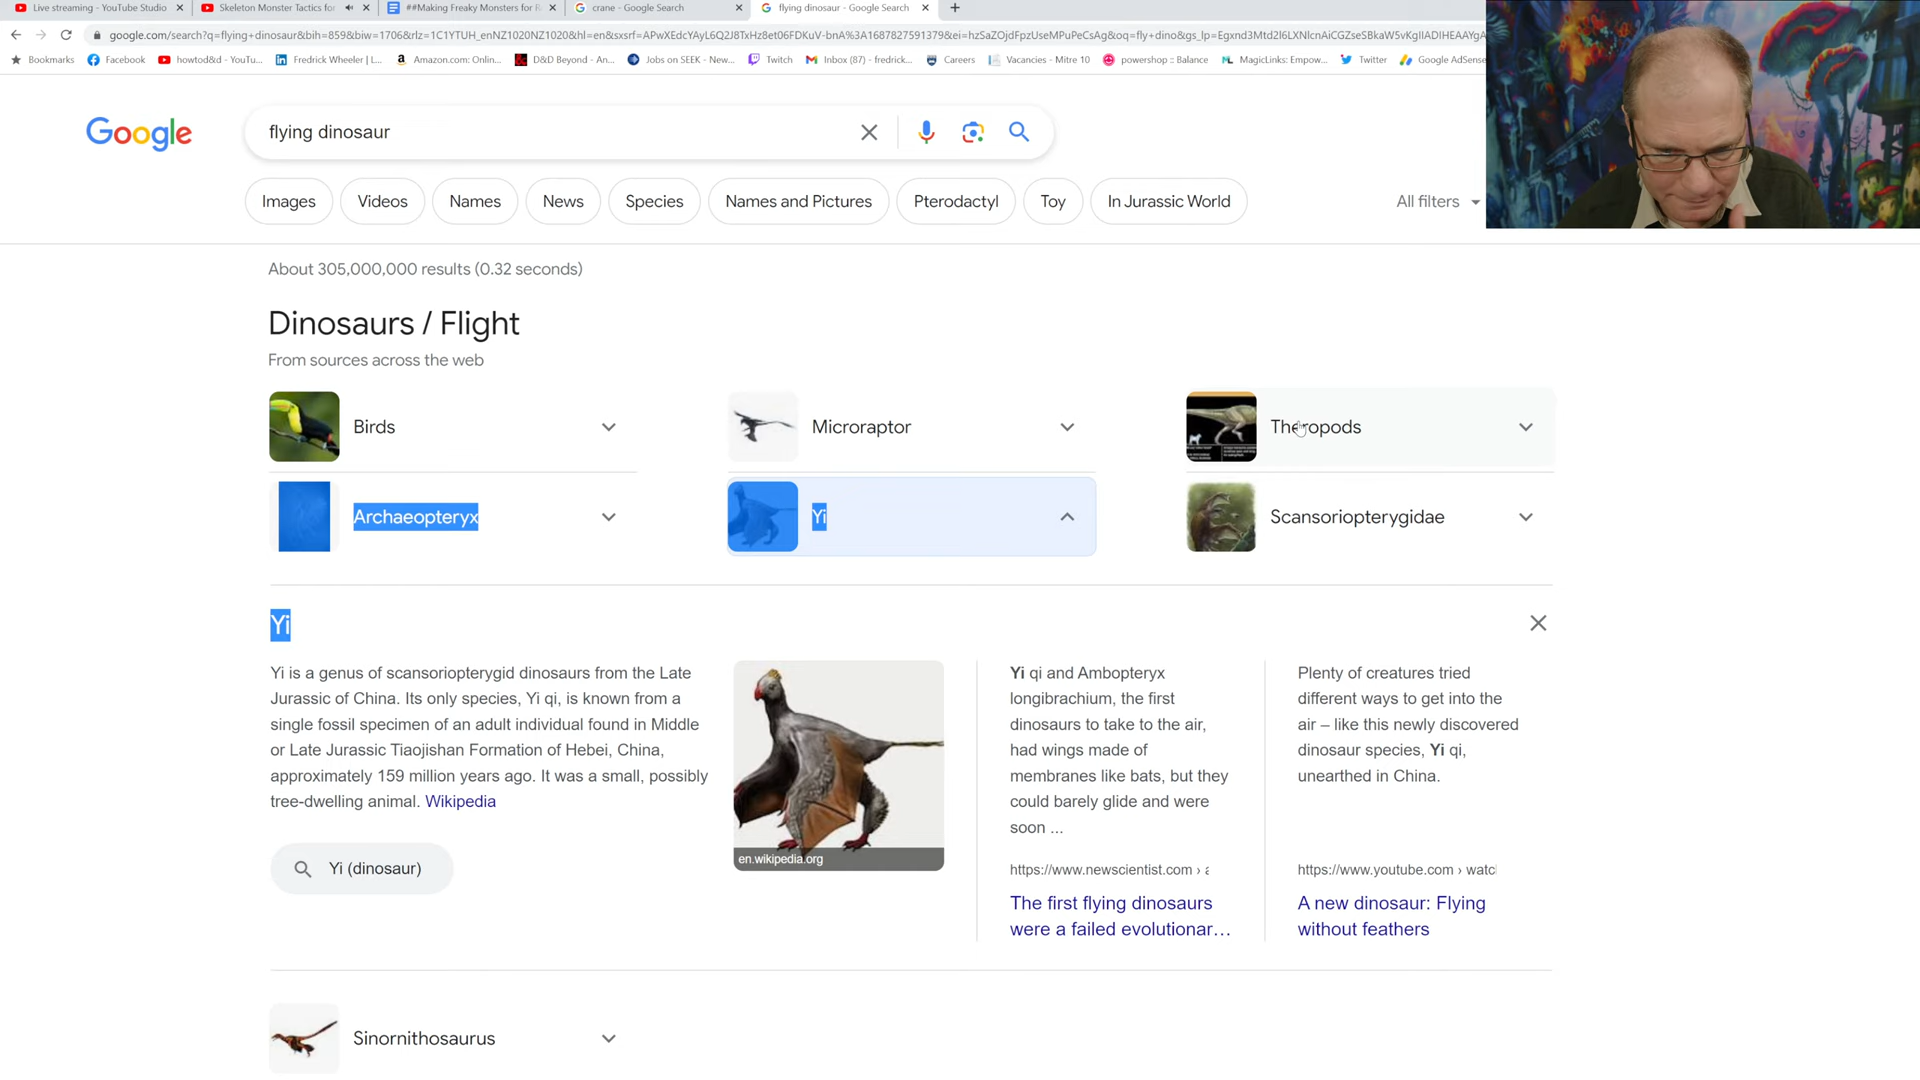 Live streaming - YouTube Studio
Skeleton Monster Tactics for
##Making Freaky Monsters for R
crane - Google Search
flying dinosaur - Google Search
google.com/search?q=flying+dinosaur&bih=859&biw=1706&rlz=1C1YTUH_enNZ1020NZ1020&hl=en&sxsrf=
Bookmarks
Facebook
howtod&d - YouTu...
Fredrick Wheeler | L...
Amazon.com: Onlin...
D&D Beyond - An...
Jobs on SEEK - New...
Twitch
Inbox (87) - fredrick...
Careers
Vacancies - Mitre 10
powershop :: Balance
MagicLinks: Empow...
Twitter
Google AdSense
Google
flying dinosaur
Images
Videos
Names
News
Species
Names and Pictures
Pterodactyl
Toy
In Jurassic World
All filters
About 305,000,000 results (0.32 seconds)
Dinosaurs / Flight
From sources across the web
Birds
Microraptor
Theropods
Archaeopteryx
Yi
Scansoriopterygidae
Yi
Yi is a genus of scansoriopterygid dinosaurs from the Late
Jurassic of China. Its only species, Yi qi, is known from a
single fossil specimen of an adult individual found in Middle
or Late Jurassic Tiaojishan Formation of Hebei, China,
approximately 159 million years ago. It was a small, possibly
tree-dwelling animal. Wikipedia
Yi (dinosaur)
en.wikipedia.org
Yi qi and Ambopteryx
longibrachium, the first
dinosaurs to take to the air,
had wings made of
membranes like bats, but they
could barely glide and were
soon ...
https://www.newscientist.com ›
The first flying dinosaurs
were a failed evolutionar...
Plenty of creatures tried
different ways to get into the
air – like this newly discovered
dinosaur species, Yi qi,
unearthed in China.
https://www.youtube.com › watc
A new dinosaur: Flying
without feathers
Sinornithosaurus